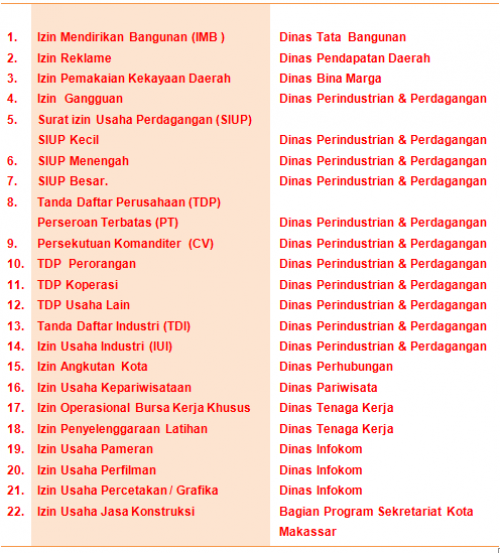 1. Izin Mendirikan Bangunan (IMB ) Dinas Tata Bangunan
2. Izin Reklame Dinas Pendapatan Daerah
3. Izin Pemakaian Kekayaan Daerah Dinas Bina Marga
4. Izin Gangguan Dinas Perindustrian & Perdagangan
5. Surat izin Usaha Perdagangan (SIUP)
SIUP Kecil Dinas Perindustrian & Perdagangan
6. SIUP Menengah Dinas Perindustrian & Perdagangan
7. SIUP Besar. Dinas Perindustrian & Perdagangan
8. Tanda Daftar Perusahaan (TDP)
Perseroan Terbatas (PT) Dinas Perindustrian & Perdagangan
9. Persekutuan Komanditer (CV) Dinas Perindustrian & Perdagangan
10. TDP Perorangan Dinas Perindustrian & Perdagangan
11. TDP Koperasi Dinas Perindustrian & Perdagangan
12. TDP Usaha Lain Dinas Perindustrian & Perdagangan
13. Tanda Daftar Industri (TDI) Dinas Perindustrian & Perdagangan
14. Izin Usaha Industri (IUI) Dinas Perindustrian & Perdagangan
15. Izin Angkutan Kota Dinas Perhubungan
16. Izin Usaha Kepariwisataan Dinas Pariwisata
17. Izin Operasional Bursa Kerja Khusus Dinas Tenaga Kerja
18. Izin Penyelenggaraan Latihan Dinas Tenaga Kerja
19. Izin Usaha Pameran Dinas Infokom
20. Izin Usaha Perfilman Dinas Infokom
21. Izin Usaha Percetakan / Grafika Dinas Infokom
22. Izin Usaha Jasa Konstruksi Bagian Program Sekretariat Kota
Makassar